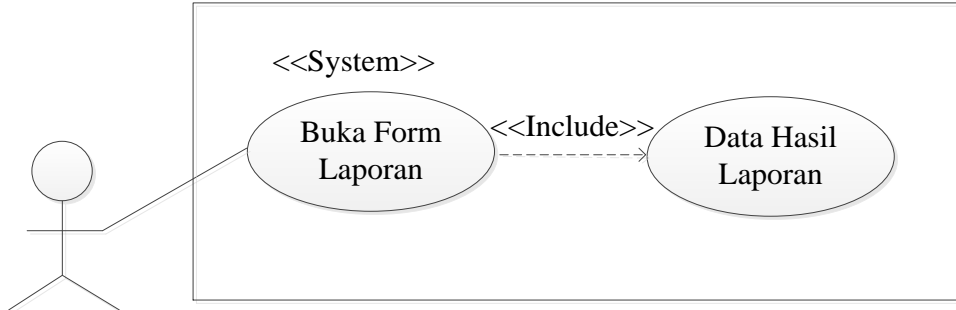 <<System>>
Buka Form
Laporan
<<Include>>
Data Hasil
Laporan